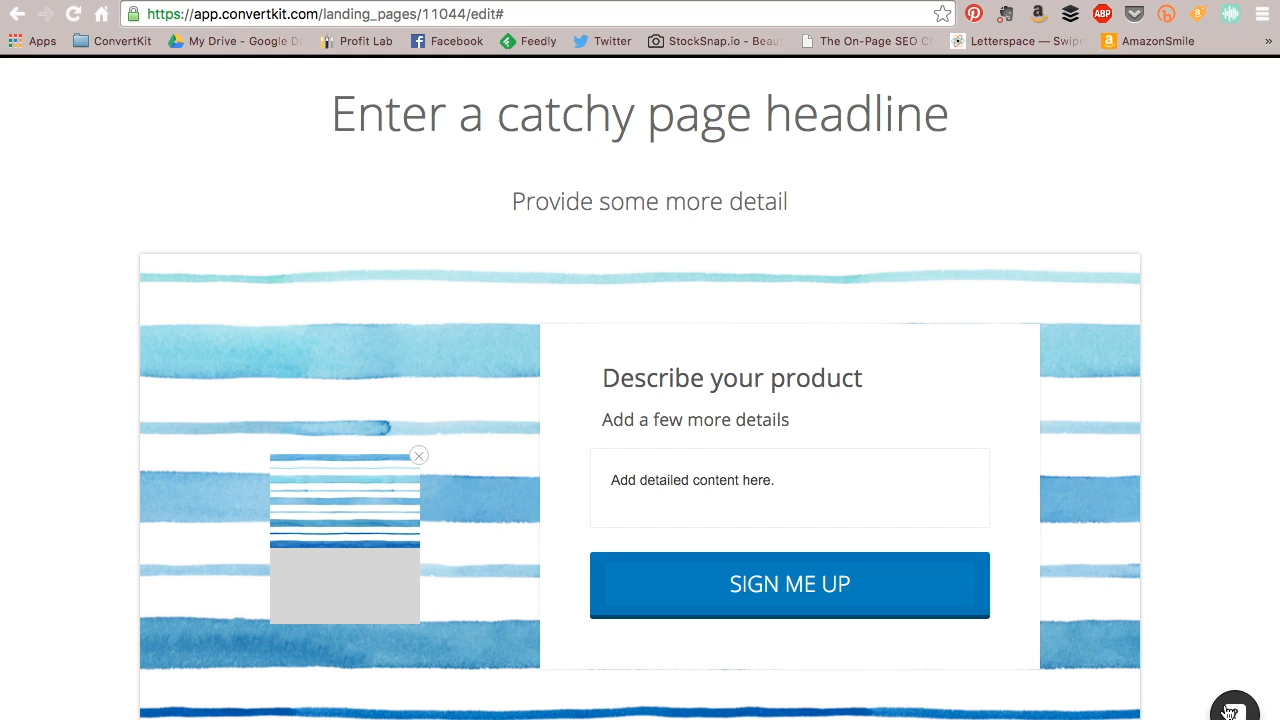 https://app.convertkit.com/landing_pages/11044/edit#
ABP
Apps ConvertKit My Drive - Google D Profit Lab Facebook Feedly Twitter StockSnap.io - Beau The On-Page SEO C Letterspace — Swipe AmazonSmile »
Enter a catchy page headline
Provide some more detail
Describe your product
Add a few more details
Add detailed content here.
SIGN ME UP